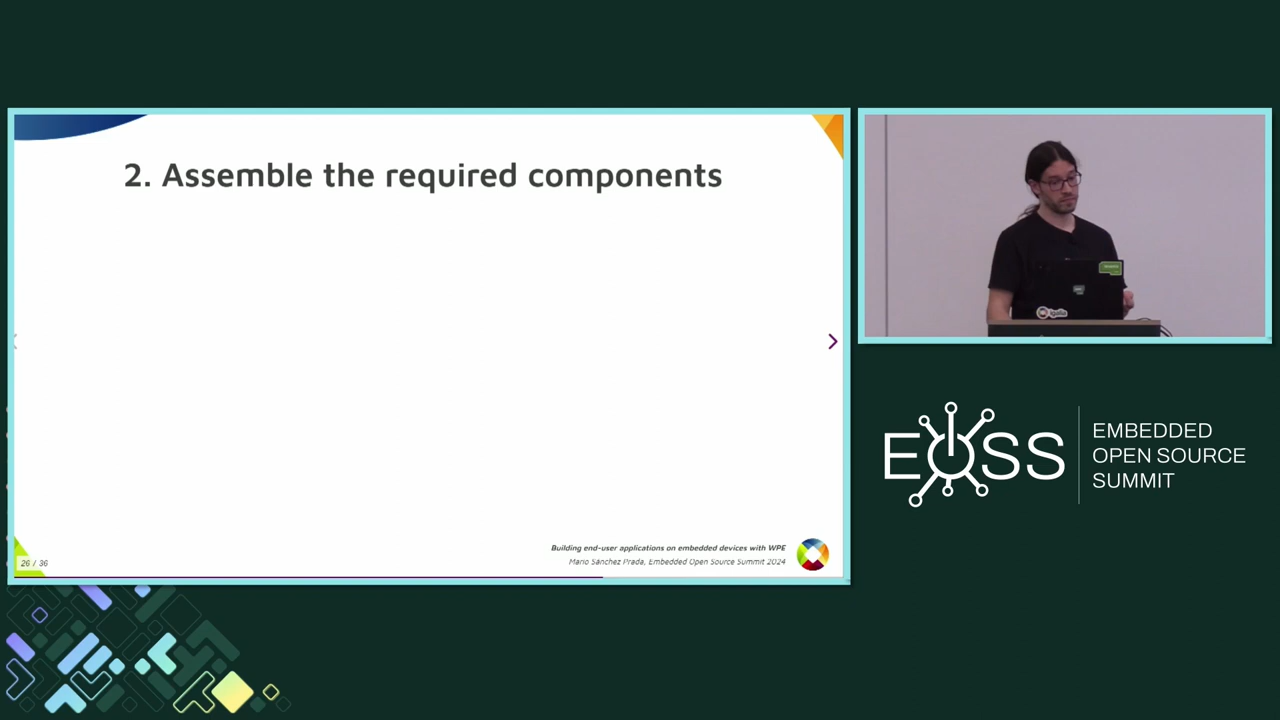 2. Assemble the required components
26 / 36
Building end-user applications on embedded devices with WPE
Mario Sánchez Prada, Embedded Open Source Summit 2024
igalia
EOSS
EMBEDDED
OPEN SOURCE
SUMMIT